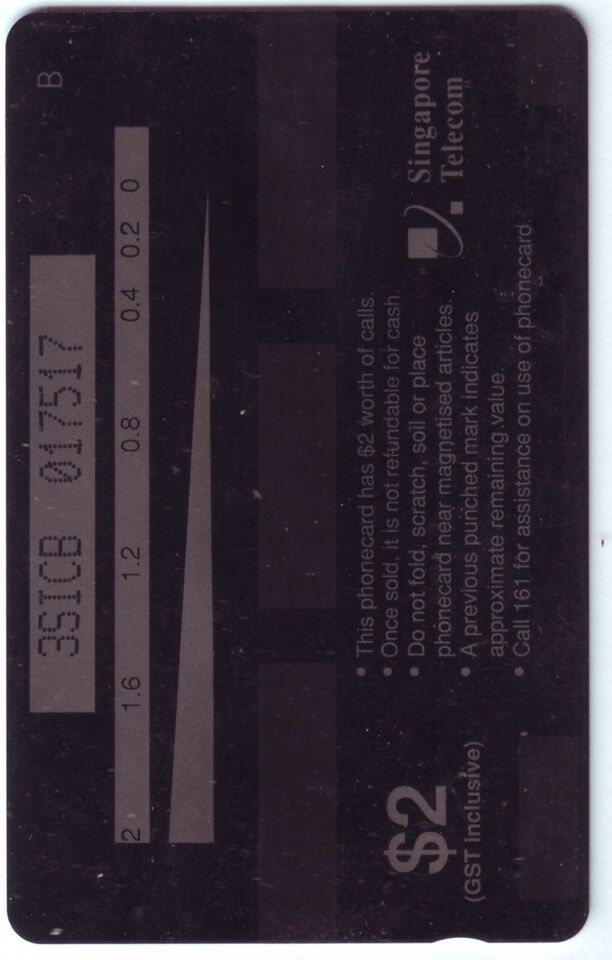 B
3SICB 017517
2 1.6 1.2 0.8 0.4 0.2 0
Singapore
Telecom
• This phonecard has $2 worth of calls.
• Once sold, it is not refundable for cash.
• Do not fold, scratch, soil or place
phonecard near magnetised articles.
• A previous punched mark indicates
approximate remaining value.
• Call 161 for assistance on use of phonecard.
$2
(GST inclusive)